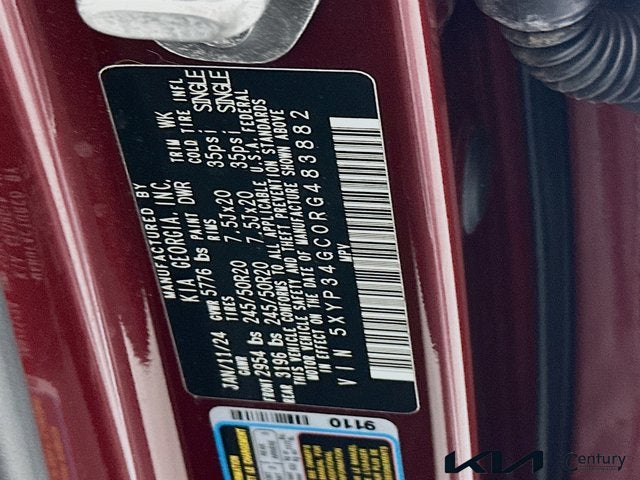 MANUFACTURED BY
KIA GEORGIA, INC.
JAN/11/24 GVWR 5776 lbs PAINT DWR TRIM WK
GAWR TIRES RIMS COLD TIRE INFL
FRONT 2954 lbs 245/50R20 7.5Jx20 35psi SINGLE
REAR 3196 lbs 245/50R20 7.5Jx20 35psi SINGLE
THIS VEHICLE CONFORMS TO ALL APPLICABLE U.S.A. FEDERAL
MOTOR VEHICLE SAFETY AND THEFT PREVENTION STANDARDS
IN EFFECT ON THE DATE OF MANUFACTURE SHOWN ABOVE
VIN 5XYP34GC0RG483882
MPV
9110
KIA Century